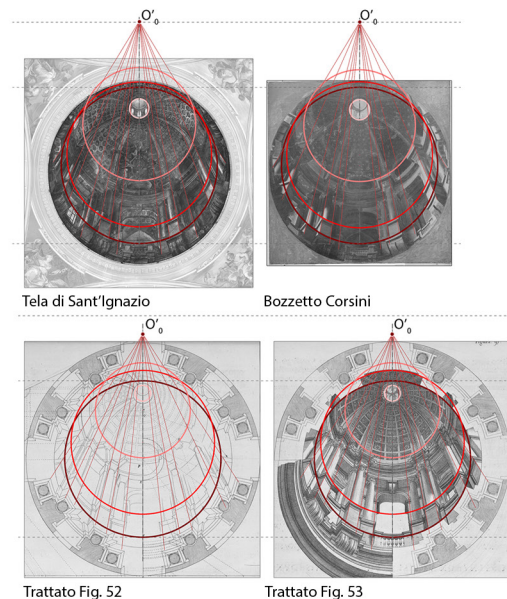 O'₀
O'₀
Tela di Sant'Ignazio
Bozzetto Corsini
O'₀
O'₀
Trattato Fig. 52
Trattato Fig. 53